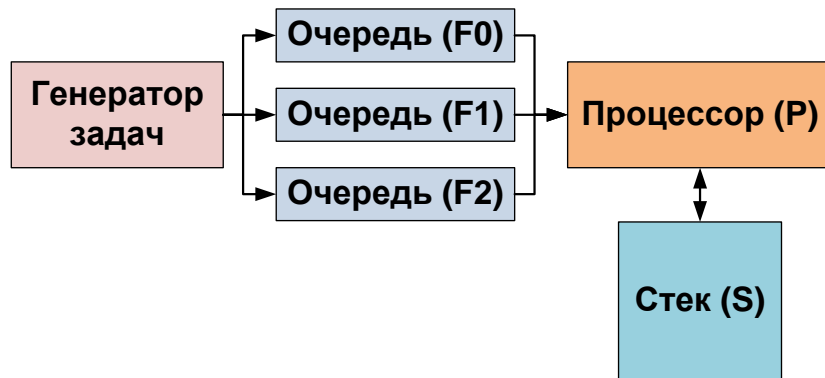 Очередь (F0)
Генератор
задач
Очередь (F1)
Процессор (P)
Очередь (F2)
Стек (S)